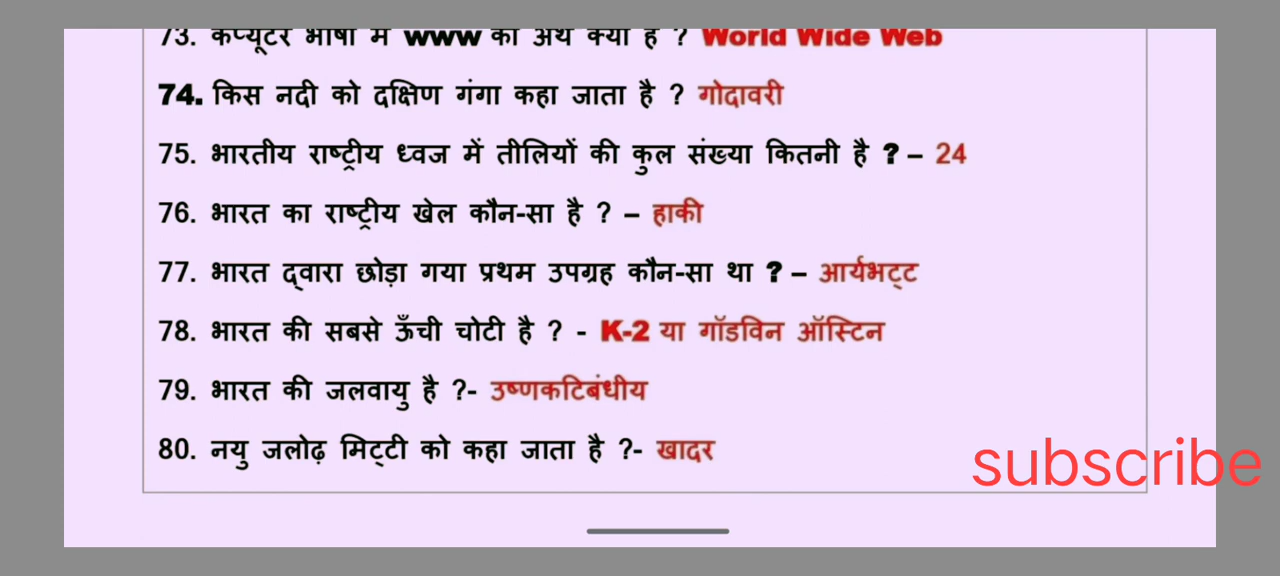 73. कंप्यूटर भाषा में www का अर्थ क्या है ? World Wide Web
74. किस नदी को दक्षिण गंगा कहा जाता है ? गोदावरी
75. भारतीय राष्ट्रीय ध्वज में तीलियों की कुल संख्या कितनी है ? – 24
76. भारत का राष्ट्रीय खेल कौन-सा है ? – हाकी
77. भारत द्वारा छोड़ा गया प्रथम उपग्रह कौन-सा था ? – आर्यभट्ट
78. भारत की सबसे ऊँची चोटी है ? - K-2 या गॉडविन ऑस्टिन
79. भारत की जलवायु है ?- उष्णकटिबंधीय
80. नयु जलोढ़ मिट्टी को कहा जाता है ?- खादर
subscribe